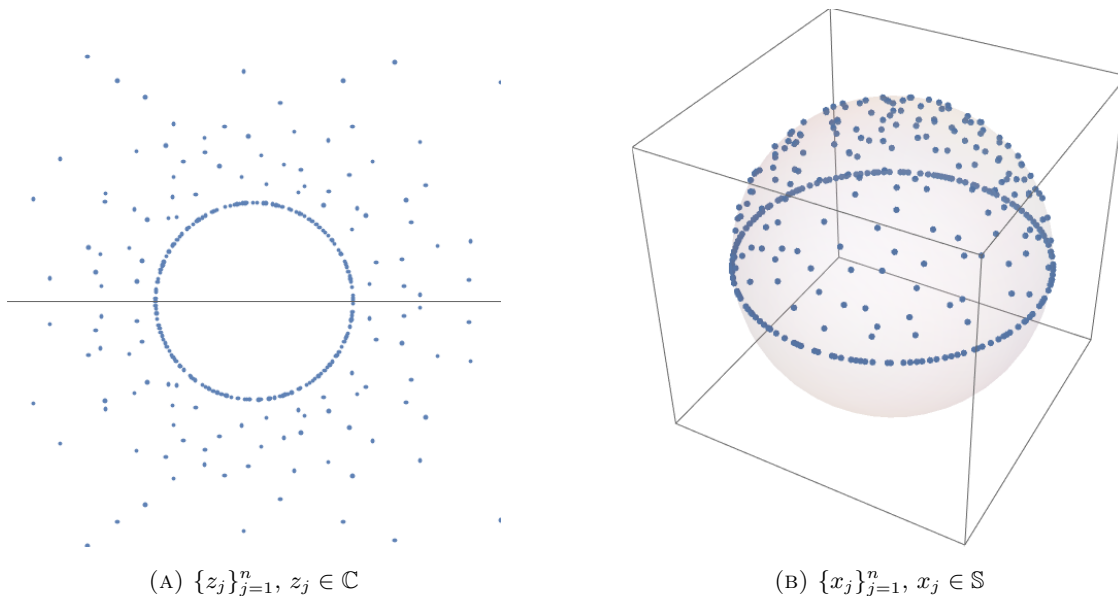 (A) {z_j}_{j=1}^n, z_j ∈ ℂ
(B) {x_j}_{j=1}^n, x_j ∈ 𝕊